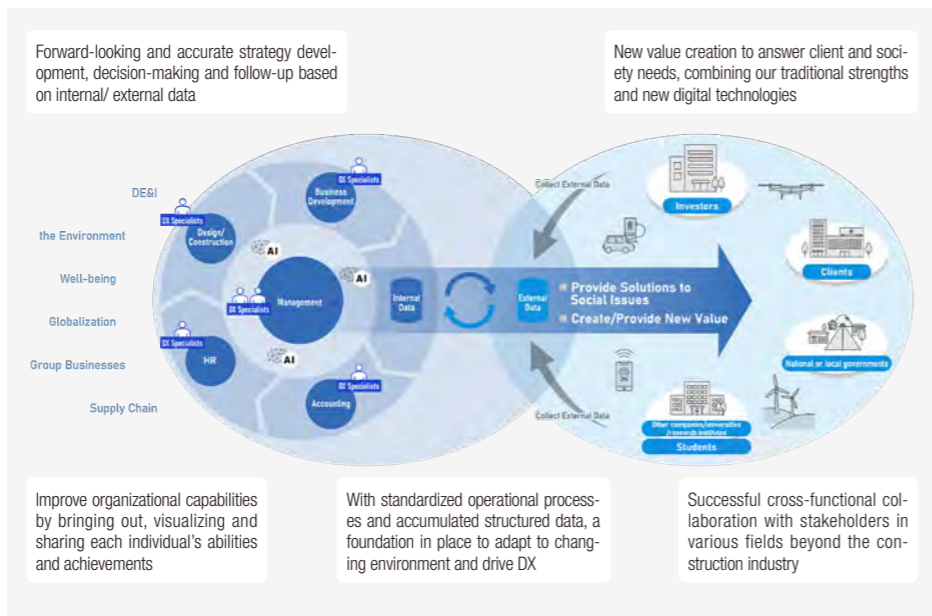 Forward-looking and accurate strategy devel-
opment, decision-making and follow-up based
on internal/ external data
New value creation to answer client and soci-
ety needs, combining our traditional strengths
and new digital technologies
DE&I
the Environment
Well-being
Globalization
Group Businesses
Supply Chain
DX Specialists
Business
Development
DX Specialists
Design/
Construction
AI
AI
Management
DX Specialists
DX Specialists
HR
AI
DX Specialists
Accounting
Internal
Data
External
Data
Collect External Data
Provide Solutions to
Social Issues
Create/Provide New Value
Collect External Data
Investors
Clients
National or local governments
Other companies/universities
/research institutes
Students
Improve organizational capabilities
by bringing out, visualizing and
sharing each individual's abilities
and achievements
With standardized operational process-
es and accumulated structured data, a
foundation in place to adapt to chang-
ing environment and drive DX
Successful cross-functional col-
laboration with stakeholders in
various fields beyond the con-
struction industry